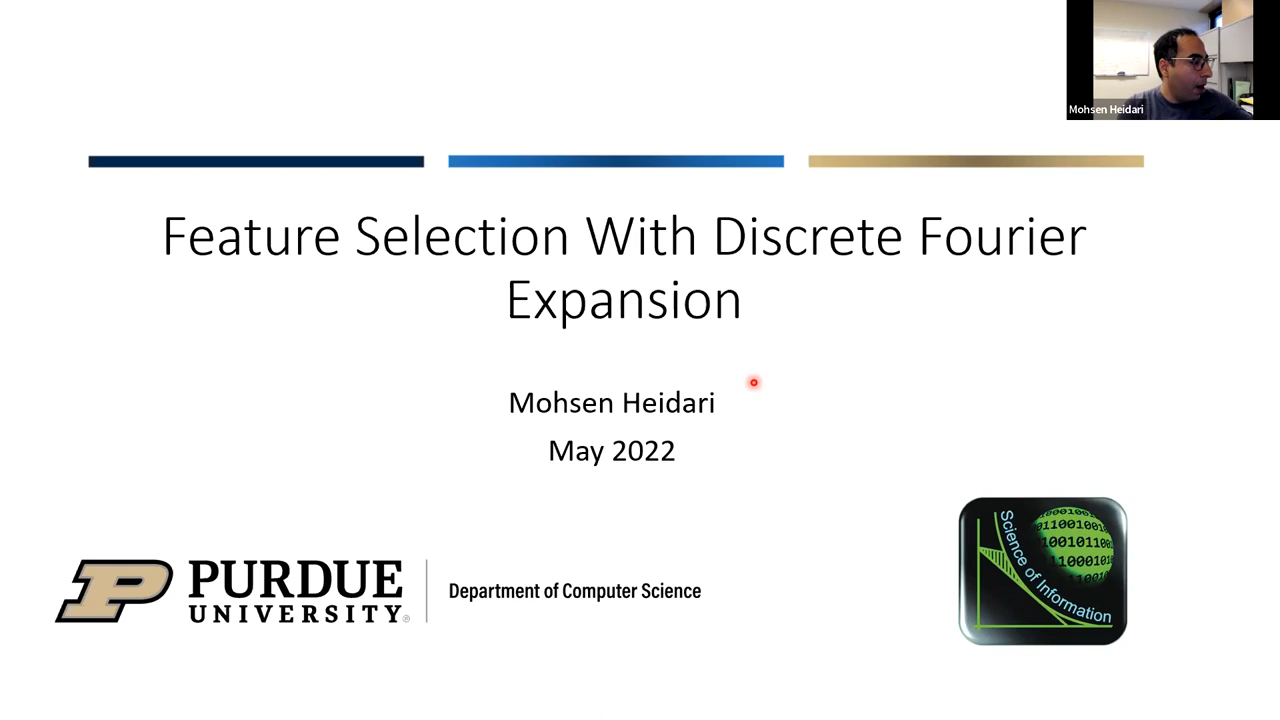 Mohsen Heidari
Feature Selection With Discrete Fourier
Expansion
Mohsen Heidari
May 2022
PURDUE
UNIVERSITY®
Department of Computer Science
Science of Information